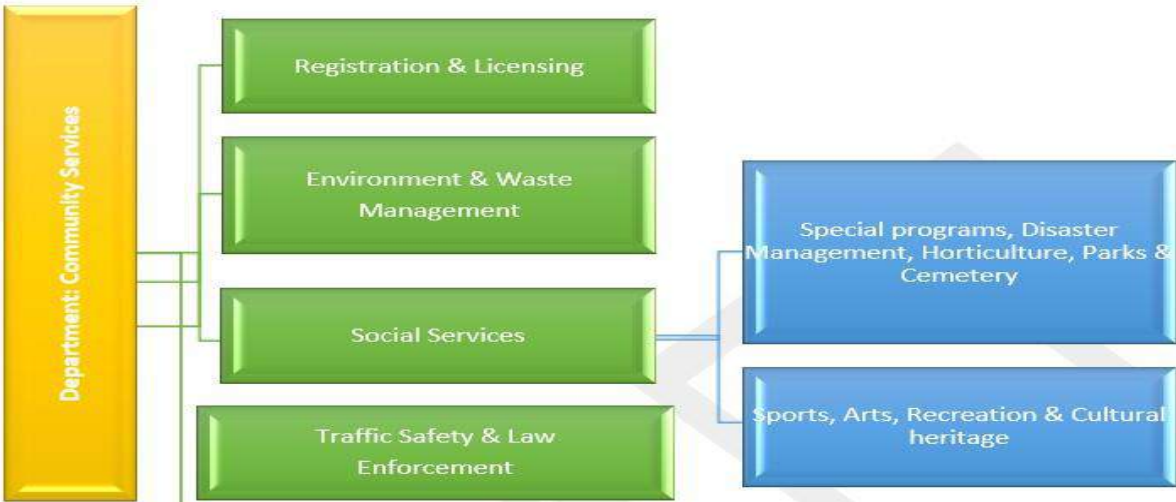 Department: Community Services
Registration & Licensing
Environment & Waste
Management
Social Services
Traffic Safety & Law
Enforcement
Special programs, Disaster
Management, Horticulture, Parks &
Cemetery
Sports, Arts, Recreation & Cultural
heritage